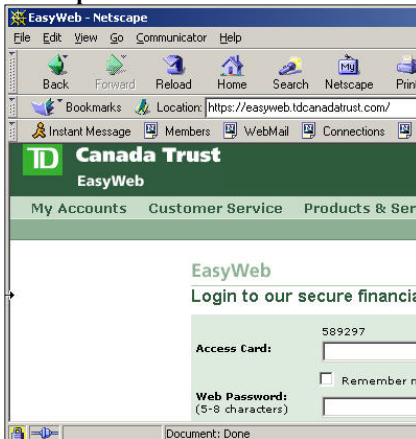 EasyWeb - Netscape
File Edit View Go Communicator Help
Back Forward Reload Home Search Netscape Prin
Bookmarks Location: https://easyweb.tdcanadatrust.com/
Instant Message Members WebMail Connections
TD Canada Trust
EasyWeb
My Accounts Customer Service Products & Ser
EasyWeb
Login to our secure financia
589297
Access Card:
Remember m
Web Password:
(5-8 characters)
Document: Done